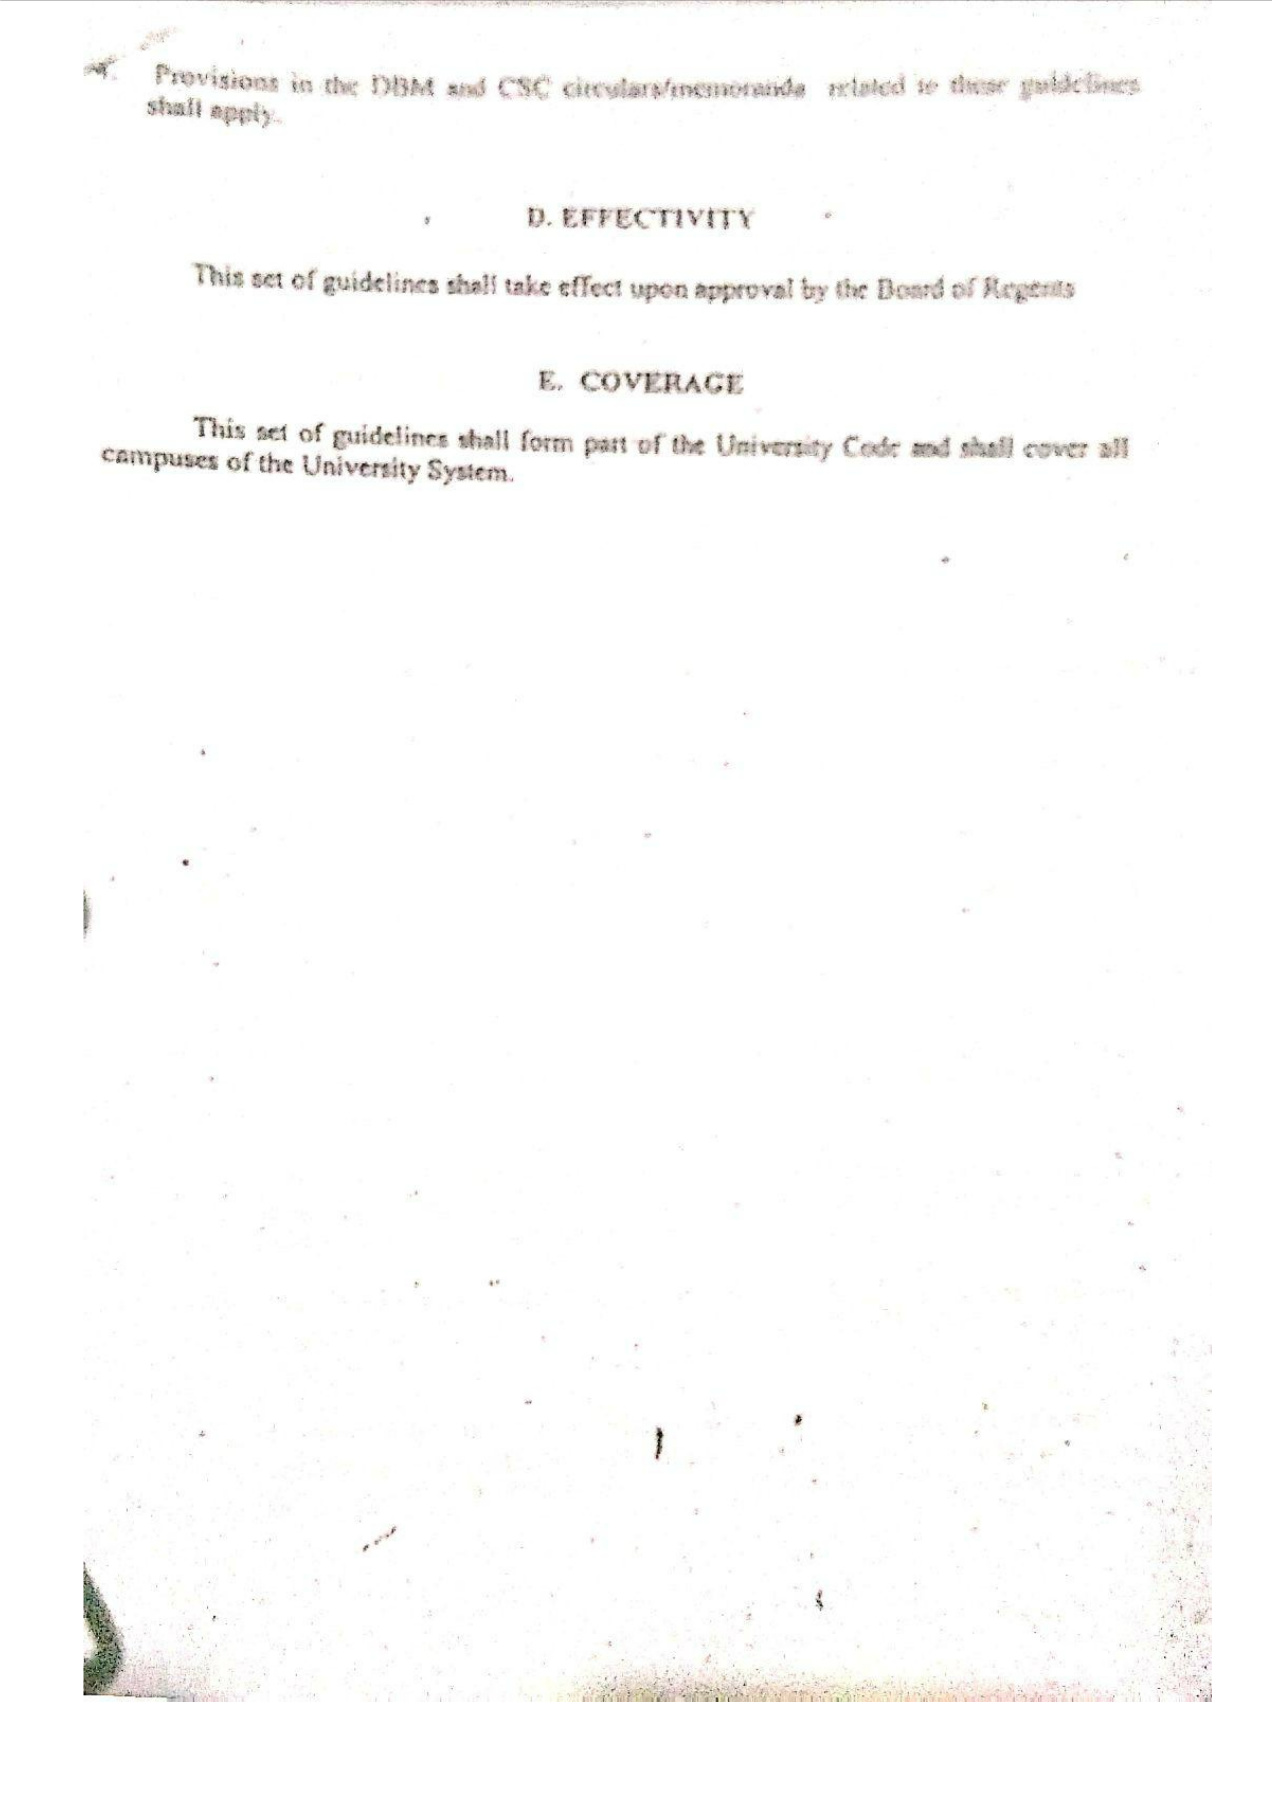 Provisions in the DBM and CSC circulars/memoranda related to these guidelines
shall apply.
D. EFFECTIVITY
This set of guidelines shall take effect upon approval by the Board of Regents
E. COVERAGE
This set of guidelines shall form part of the University Code and shall cover all
campuses of the University System.